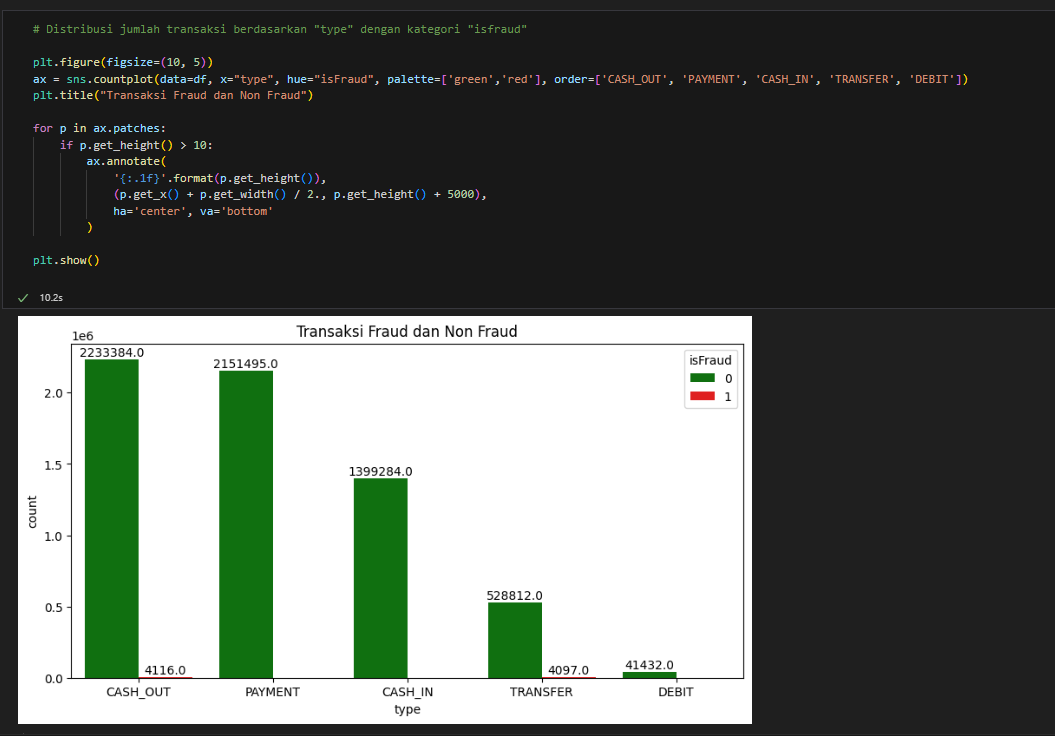 # Distribusi jumlah transaksi berdasarkan "type" dengan kategori "isfraud"
plt.figure(figsize=(10, 5))
ax = sns.countplot(data=df, x="type", hue="isFraud", palette=['green','red'], order=['CASH_OUT', 'PAYMENT', 'CASH_IN', 'TRANSFER', 'DEBIT'])
plt.title("Transaksi Fraud dan Non Fraud")
for p in ax.patches:
if p.get_height() > 10:
ax.annotate(
'{:.1f}'.format(p.get_height()),
(p.get_x() + p.get_width() / 2., p.get_height() + 5000),
ha='center', va='bottom'
)
plt.show()
10.2s
Transaksi Fraud dan Non Fraud
1e6
2233384.0
2151495.0
1399284.0
528812.0
41432.0
4116.0
4097.0
isFraud
0
1
2.0
1.5
1.0
0.5
0.0
count
CASH_OUT PAYMENT CASH_IN TRANSFER DEBIT
type